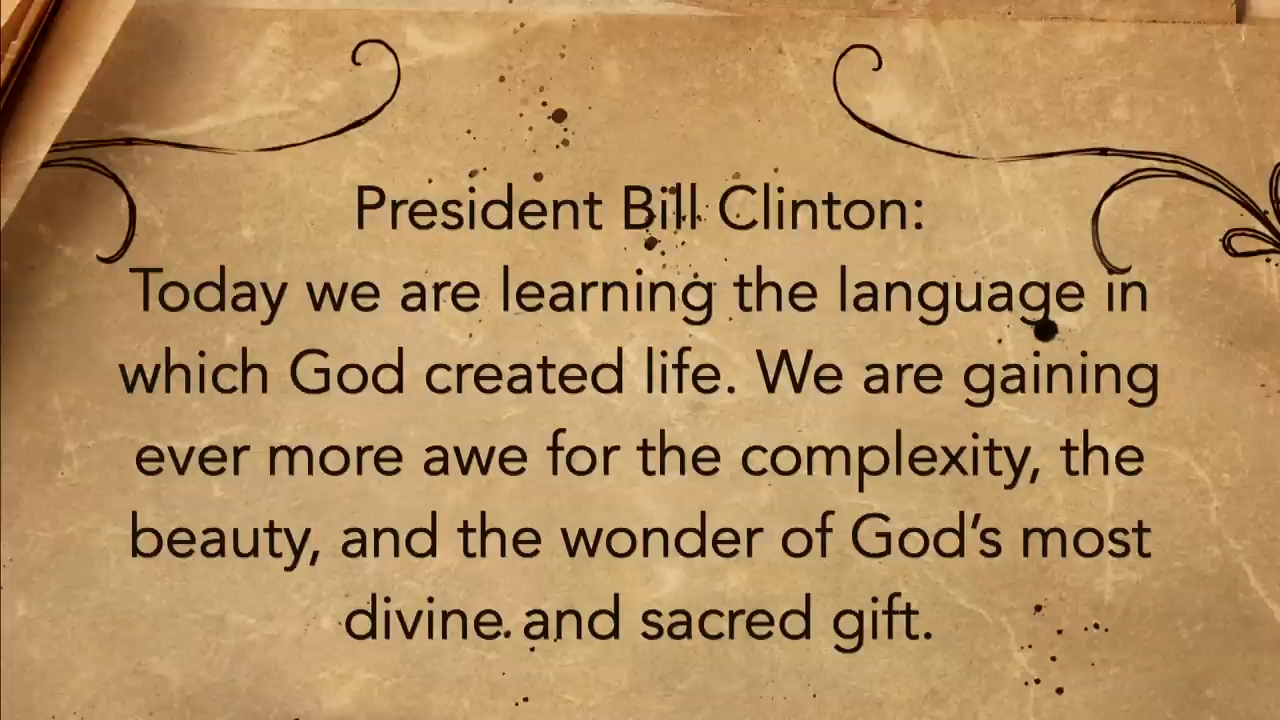 President Bill Clinton:
Today we are learning the language in
which God created life. We are gaining
ever more awe for the complexity, the
beauty, and the wonder of God’s most
divine and sacred gift.